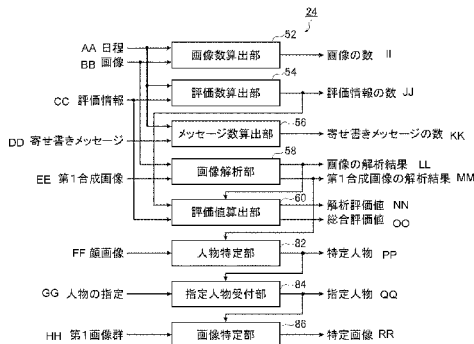 24
AA 日程
52
画像数算出部
画像の数 II
BB 画像
54
評価数算出部
評価情報の数 JJ
CC 評価情報
56
メッセージ数算出部
寄せ書きメッセージの数 KK
DD 寄せ書きメッセージ
58
画像解析部
画像の解析結果 LL
第1合成画像の解析結果 MM
EE 第1合成画像
60
評価値算出部
解析評価値 NN
総合評価値 OO
82
FF 顔画像
人物特定部
特定人物 PP
84
GG 人物の指定
指定人物受付部
指定人物 QQ
86
HH 第1画像群
画像特定部
特定画像 RR